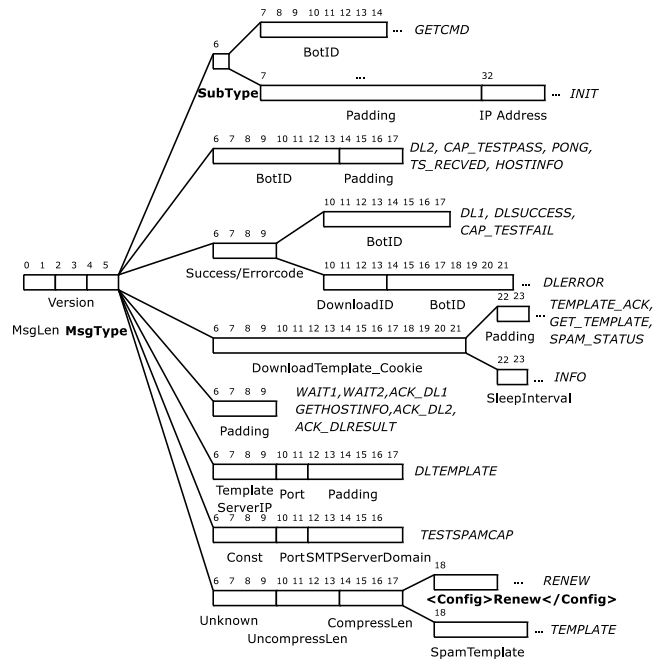 7 8 9 10 11 12 13 14
... GETCMD
BotID
6
SubType
7 ... 32
... INIT
Padding IP Address
6 7 8 9 10 11 12 13 14 15 16 17
DL2, CAP_TESTPASS, PONG,
TS_RECVED, HOSTINFO
BotID Padding
10 11 12 13 14 15 16 17
DL1, DLSUCCESS,
CAP_TESTFAIL
BotID
6 7 8 9
Success/Errorcode
10 11 12 13 14 15 16 17 18 19 20 21
... DLERROR
DownloadID BotID
0 1 2 3 4 5
Version
MsgLen MsgType
6 7 8 9 10 11 12 13 14 15 16 17 18 19 20 21
DownloadTemplate_Cookie
22 23
... TEMPLATE_ACK,
GET_TEMPLATE,
SPAM_STATUS
Padding
22 23
... INFO
SleepInterval
6 7 8 9
WAIT1,WAIT2,ACK_DL1
GETHOSTINFO,ACK_DL2,
ACK_DLRESULT
Padding
6 7 8 9 10 11 12 13 14 15 16 17
DLTEMPLATE
Template Port Padding
ServerIP
6 7 8 9 10 11 12 13 14 15 16
TESTSPAMCAP
Const Port SMTPServerDomain
6 7 8 9 10 11 12 13 14 15 16 17
Unknown CompressLen
UncompressLen
18
... RENEW
<Config>Renew</Config>
18
... TEMPLATE
SpamTemplate